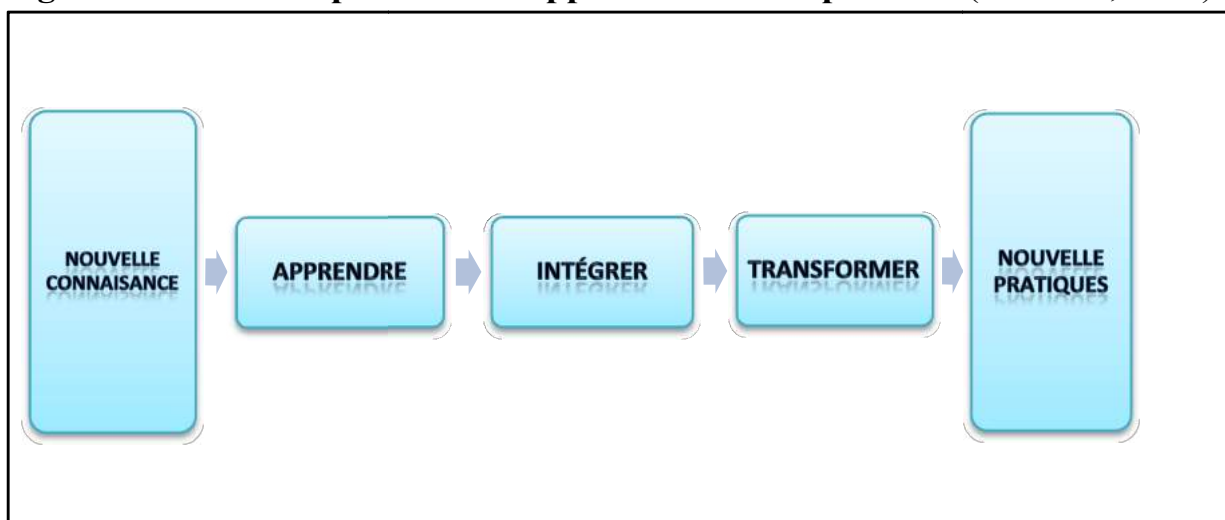 NOUVELLE
CONNAISANCE
APPRENDRE
INTÉGRER
TRANSFORMER
NOUVELLE
PRATIQUES